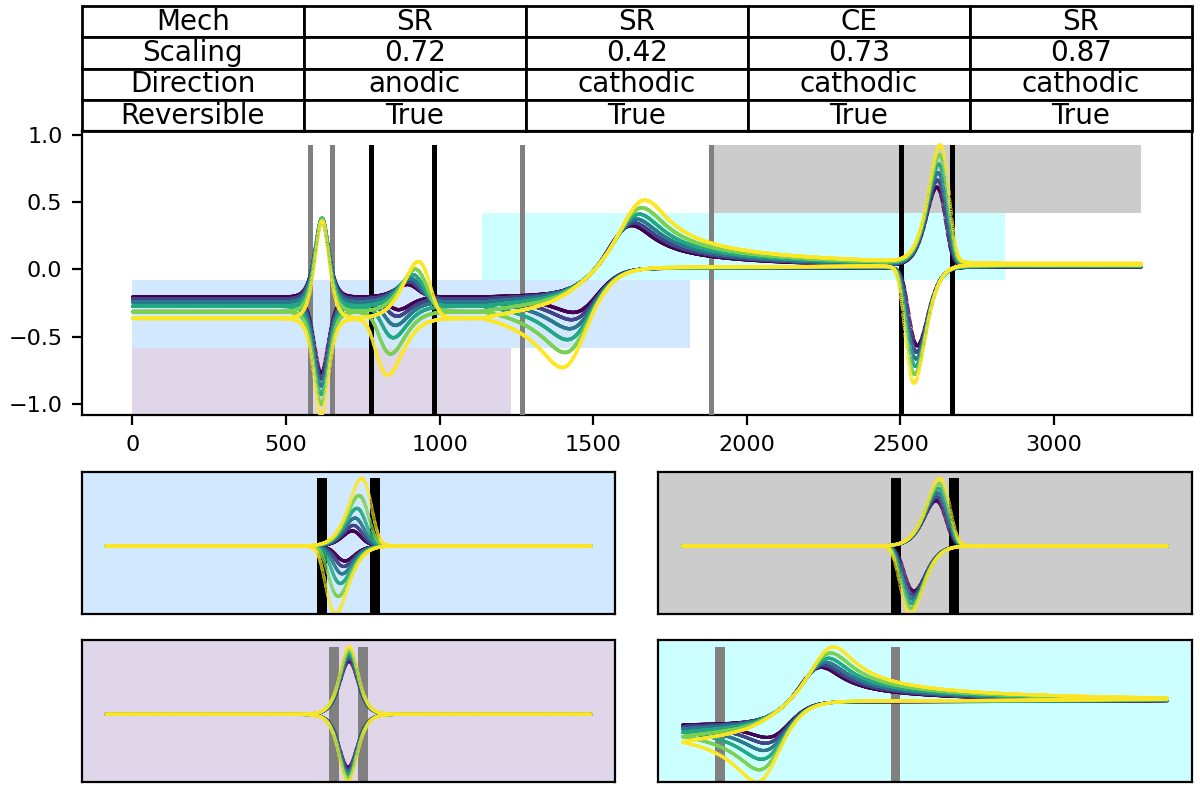 Mech SR SR CE SR
Scaling 0.72 0.42 0.73 0.87
Direction anodic cathodic cathodic cathodic
Reversible True True True True
1.0
0.5
0.0
−0.5
−1.0
0 500 1000 1500 2000 2500 3000